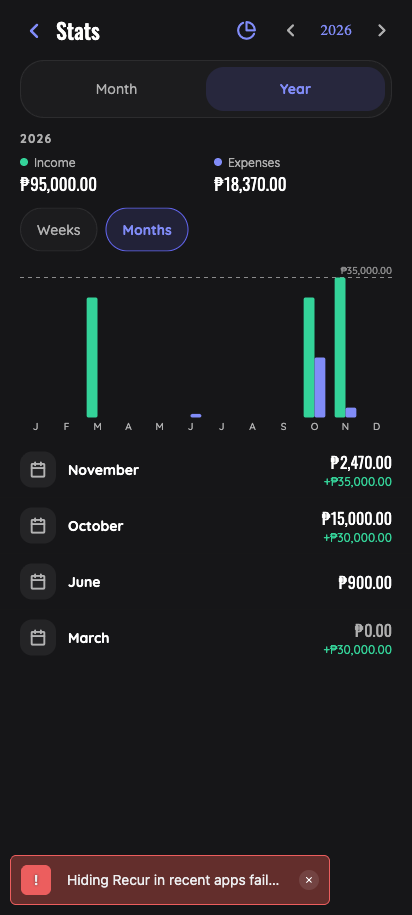 Stats
2026
Month
Year
2026
Income
Expenses
₱95,000.00
₱18,370.00
Weeks
Months
₱35,000.00
J F M A M J J A S O N D
November
₱2,470.00
+₱35,000.00
October
₱15,000.00
+₱30,000.00
June
₱900.00
March
₱0.00
+₱30,000.00
! Hiding Recur in recent apps fail... ×